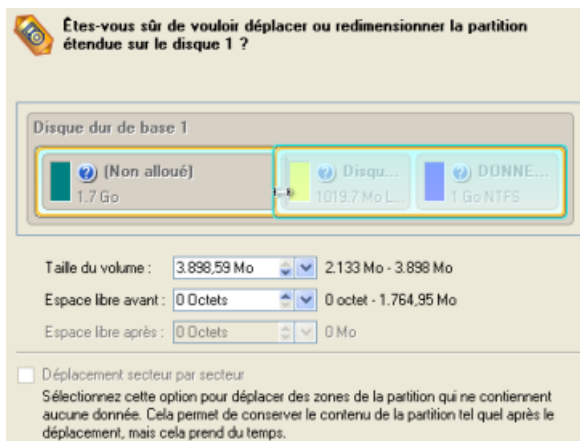 Êtes-vous sûr de vouloir déplacer ou redimensionner la partition
étendue sur le disque 1 ?
Disque dur de base 1
(Non alloué)
1.7 Go
Disqu...
1019.7 Mo L...
DONNE...
1 Go NTFS
Taille du volume : 3.898,59 Mo 2.133 Mo - 3.898 Mo
Espace libre avant : 0 Octets 0 octet - 1.764,95 Mo
Espace libre après : 0 Octets 0 Mo
Déplacement secteur par secteur
Sélectionnez cette option pour déplacer des zones de la partition qui ne contiennent
aucune donnée. Cela permet de conserver le contenu de la partition tel quel après le
déplacement, mais cela prend du temps.